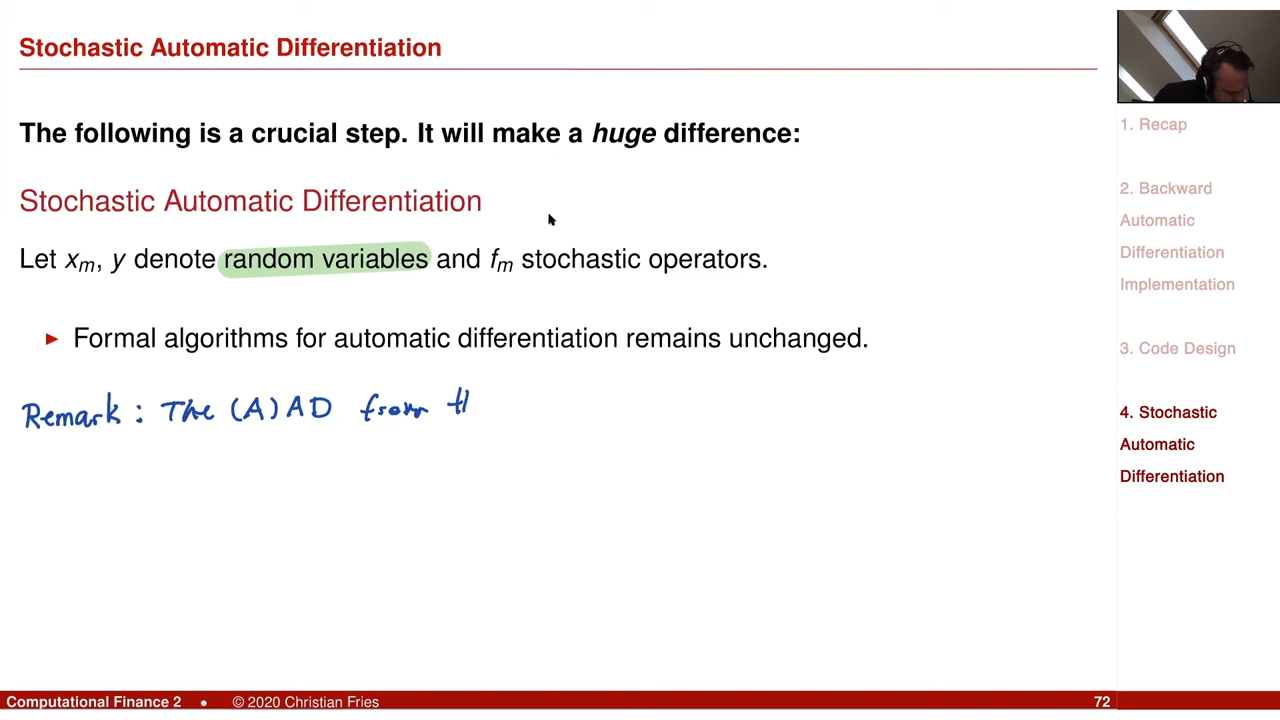 Stochastic Automatic Differentiation
The following is a crucial step. It will make a huge difference:
Stochastic Automatic Differentiation
Let xm, y denote random variables and fm stochastic operators.
► Formal algorithms for automatic differentiation remains unchanged.
Remark: The (A)AD from th
1. Recap
2. Backward
Automatic
Differentiation
Implementation
3. Code Design
4. Stochastic
Automatic
Differentiation
Computational Finance 2 • © 2020 Christian Fries 72